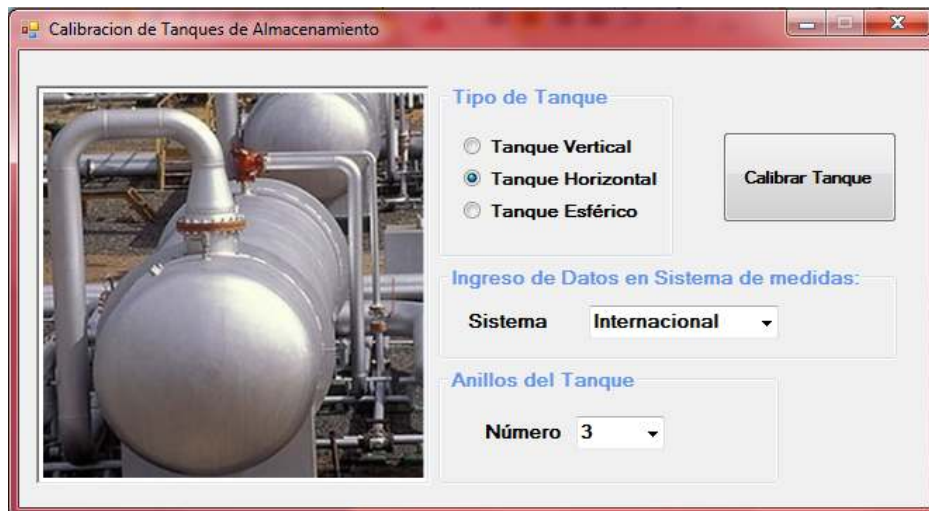 Calibracion de Tanques de Almacenamiento
Tipo de Tanque
Tanque Vertical
Tanque Horizontal
Tanque Esférico
Calibrar Tanque
Ingreso de Datos en Sistema de medidas:
Sistema Internacional
Anillos del Tanque
Número 3